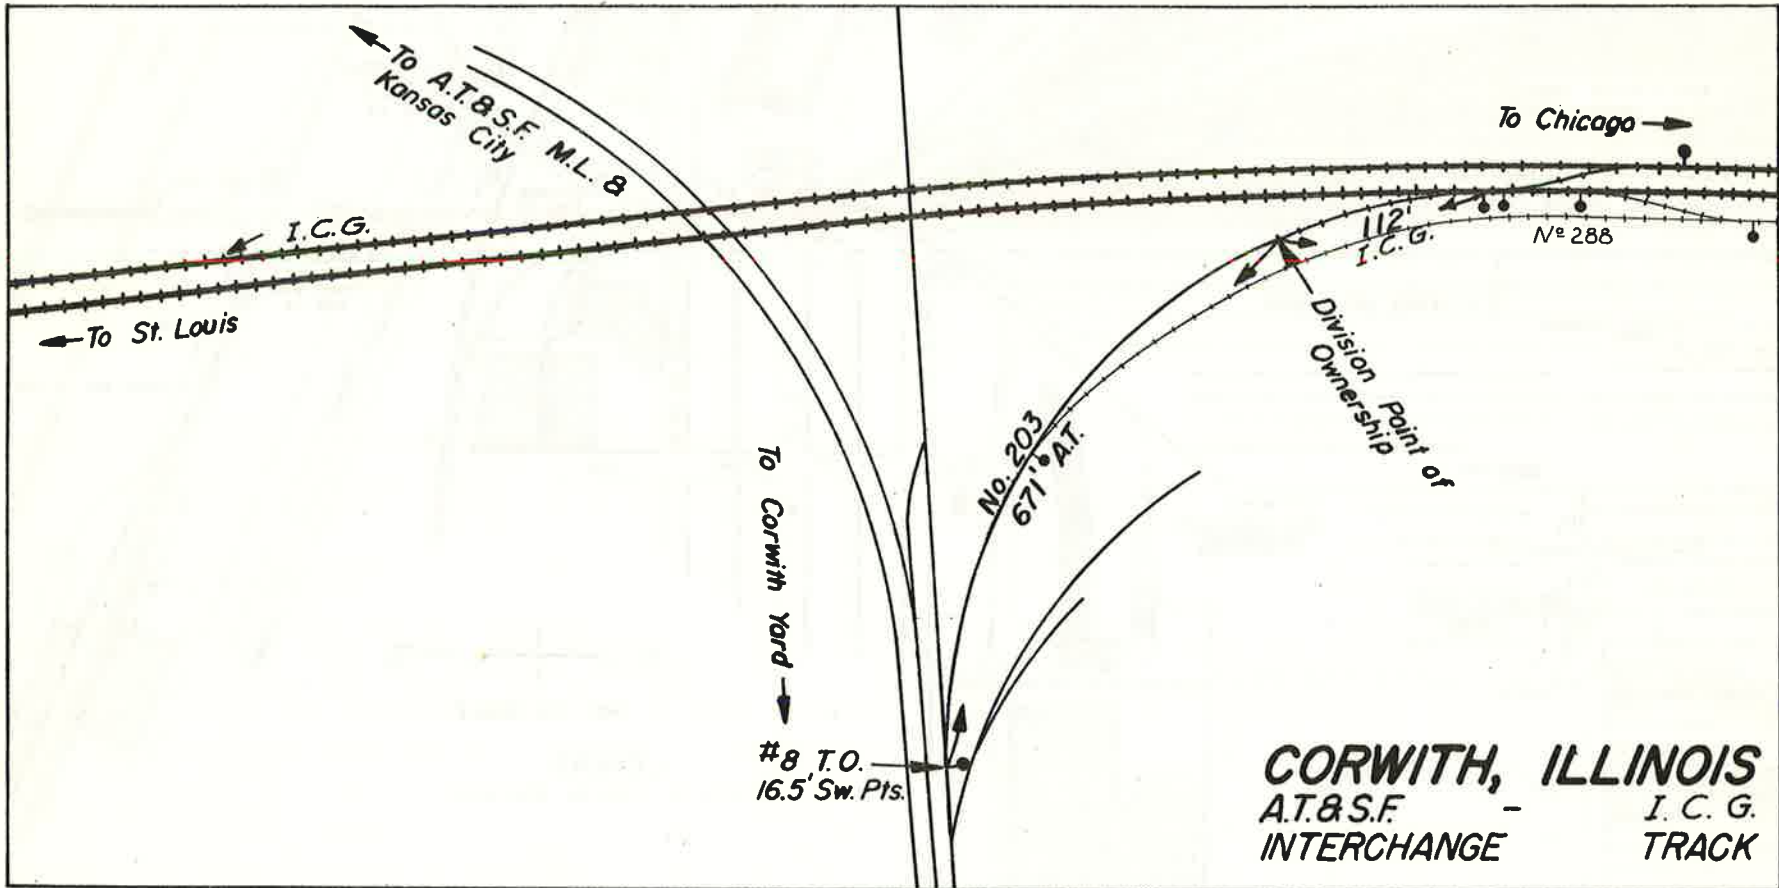 To A.T.&S.F. M.L. &
Kansas City
To Chicago
I.C.G.
112'
I.C.G.
Nº 288
To St. Louis
Division Point of
Ownership
No. 203
671' A.T.
To Corwith Yard
#8 T.O.
16.5' Sw. Pts.
CORWITH, ILLINOIS
A.T.&S.F. - I. C. G.
INTERCHANGE TRACK